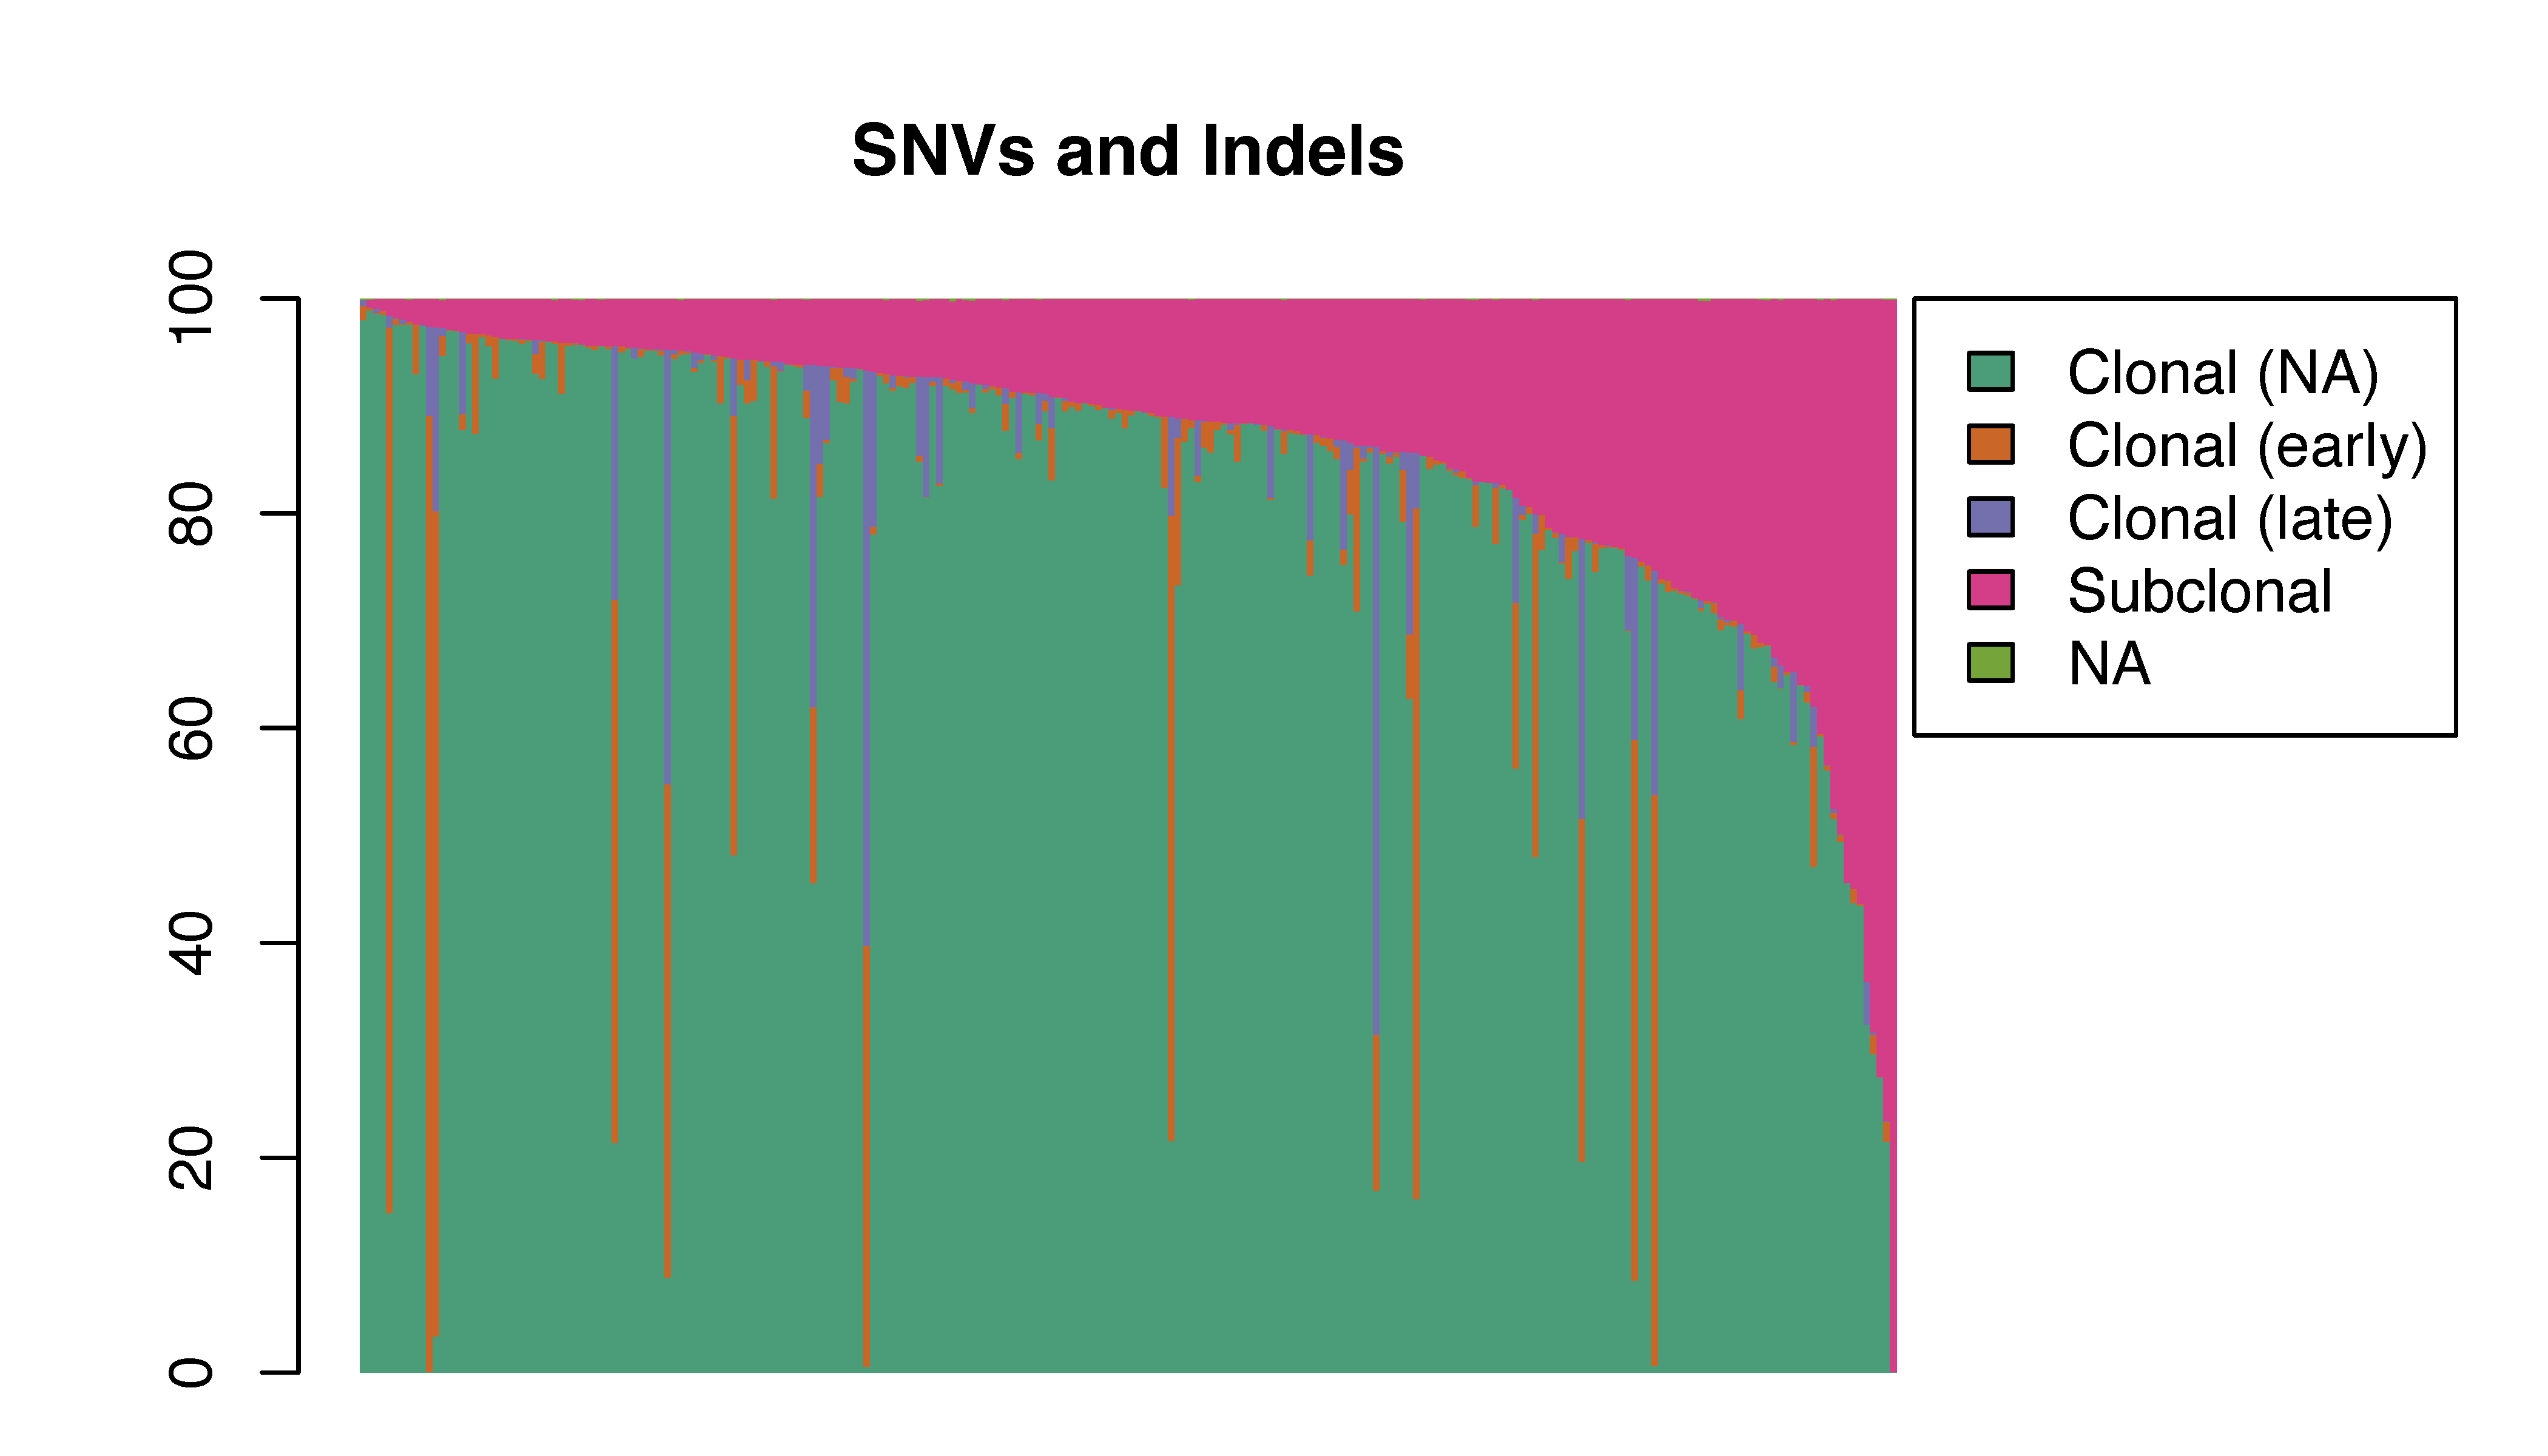 SNVs and Indels
100
80
60
40
20
0
Clonal (NA)
Clonal (early)
Clonal (late)
Subclonal
NA